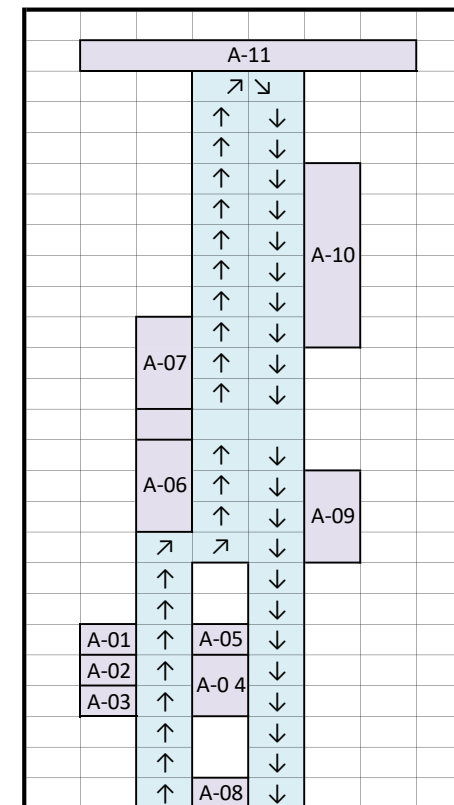 A-11
↗ ↘
↑ ↓
↑ ↓
↑ ↓
↑ ↓
↑ ↓
A-10
↑ ↓
↑ ↓
↑ ↓
A-07 ↑ ↓
↑ ↓
↑ ↓
A-06 ↑ ↓
↑ ↓ A-09
↑ ↓
↗ ↗ ↓
↑ ↓
↑ ↓
A-01 ↑ A-05 ↓
A-02 ↑ A-0 4 ↓
A-03 ↑ ↓
↑ ↓
↑ ↓
↑ A-08 ↓